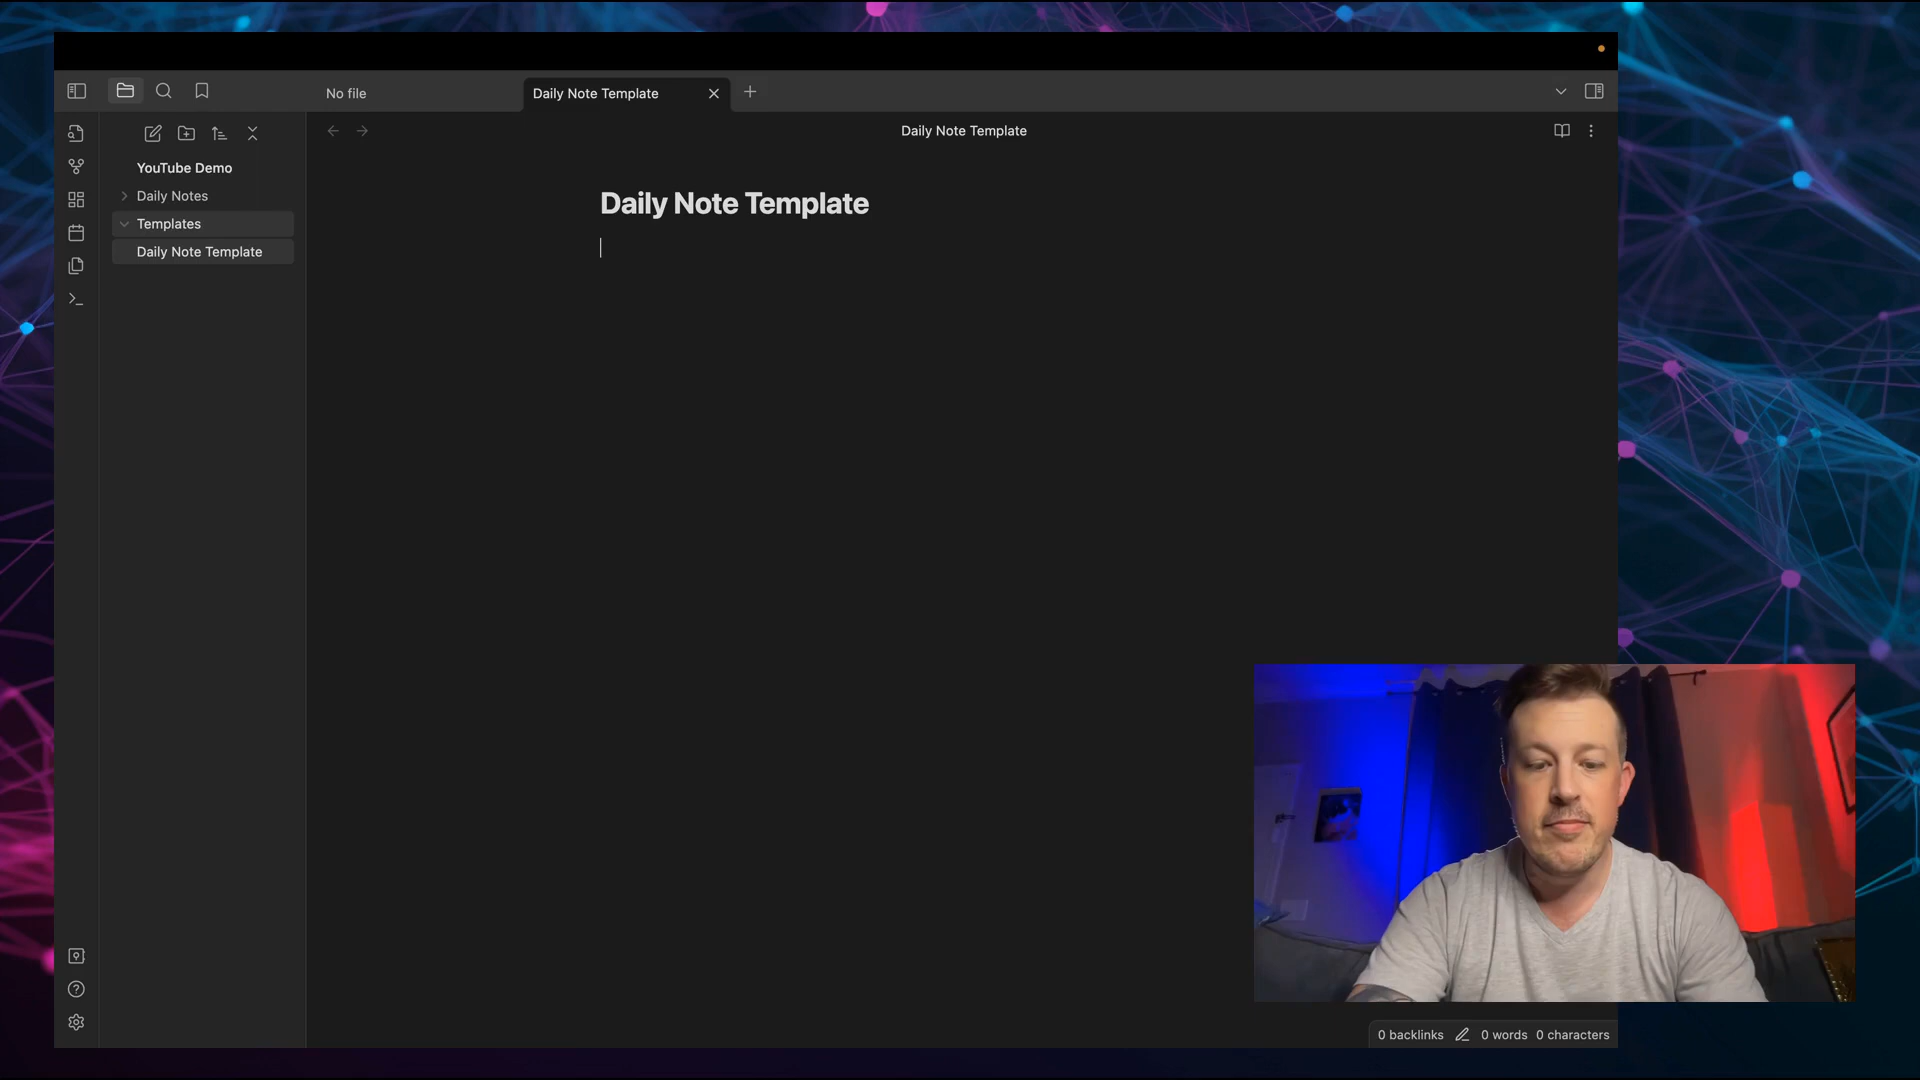 No file
Daily Note Template
Daily Note Template
YouTube Demo
Daily Notes
Templates
Daily Note Template
Daily Note Template
0 backlinks 0 words 0 characters